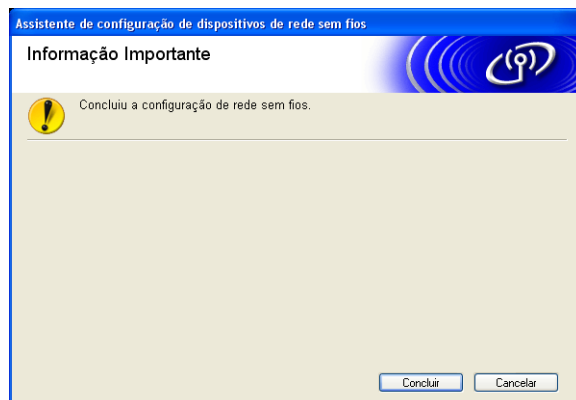 Assistente de configuração de dispositivos de rede sem fios
Informação Importante
Concluiu a configuração de rede sem fios.
Concluir
Cancelar